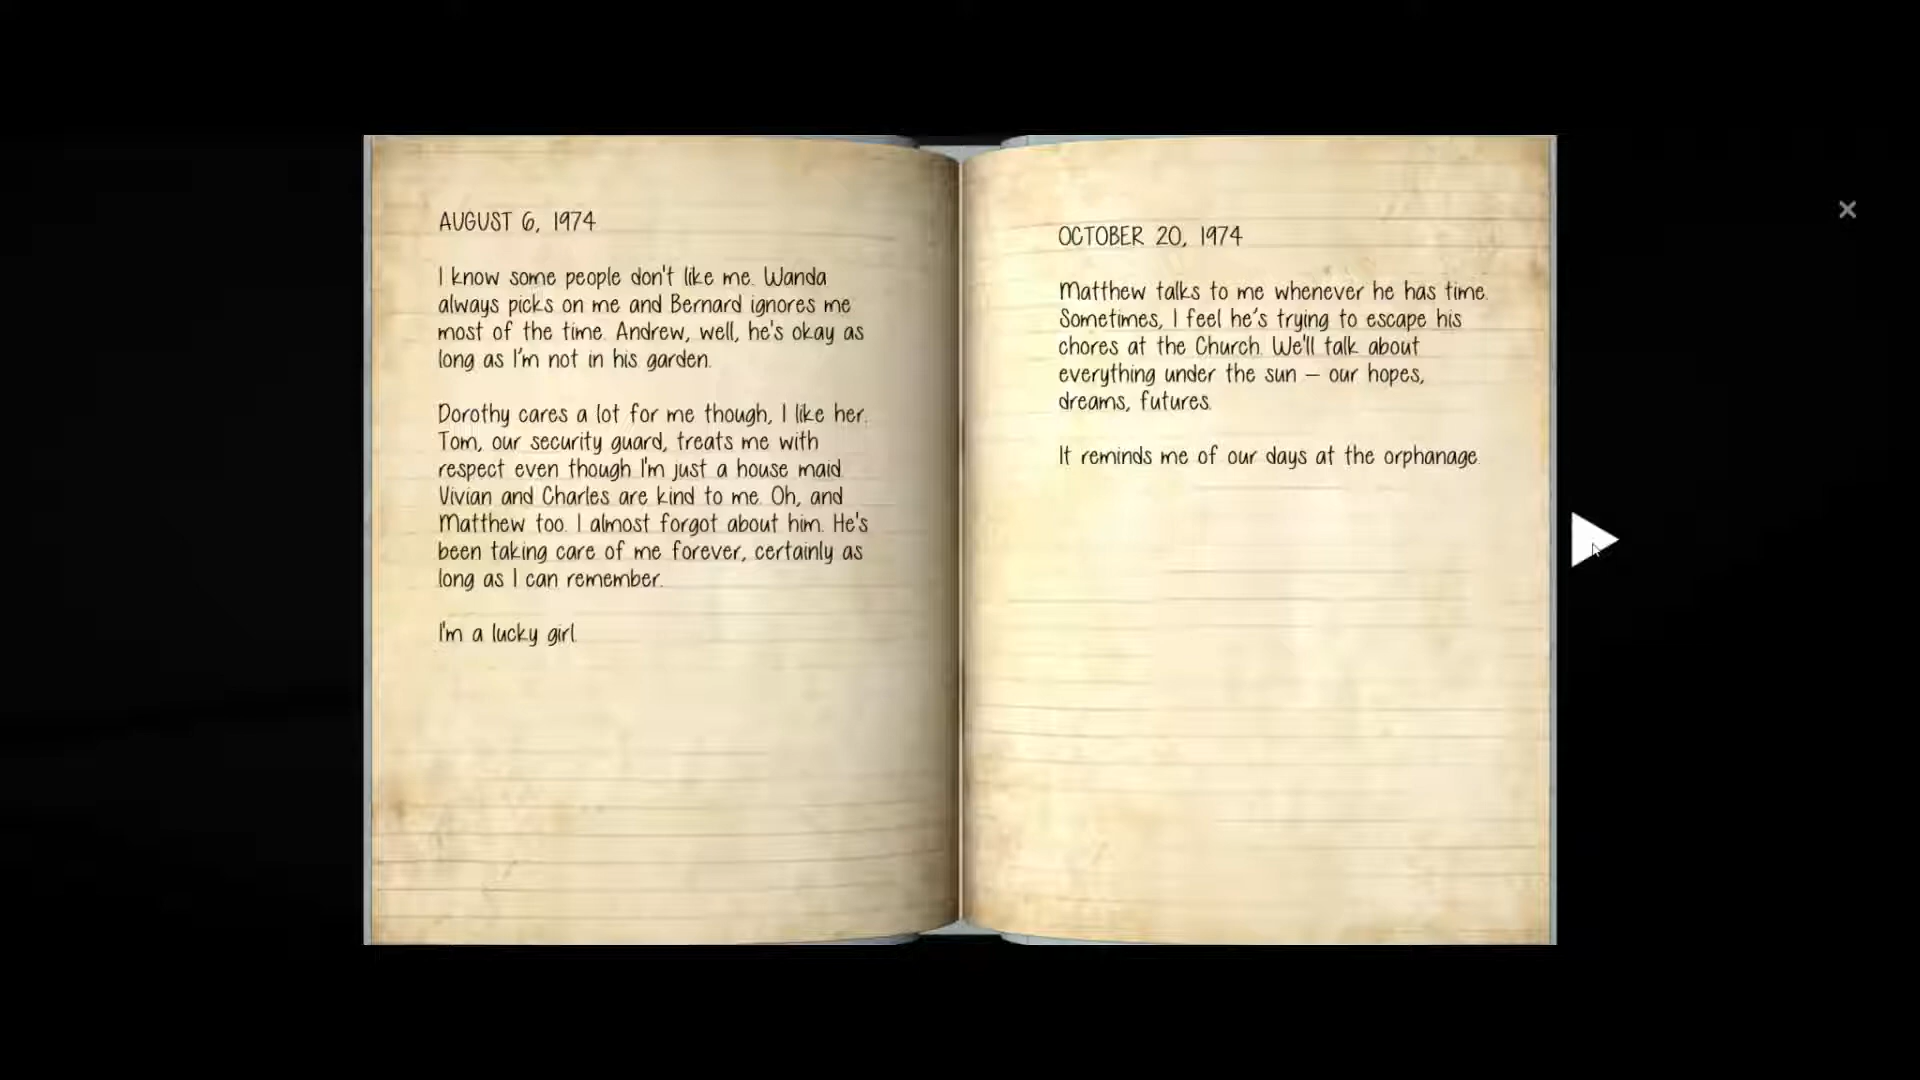 AUGUST 6, 1974
I know some people don't like me. Wanda
always picks on me and Bernard ignores me
most of the time. Andrew, well, he's okay as
long as I'm not in his garden.
Dorothy cares a lot for me though, I like her.
Tom, our security guard, treats me with
respect even though I'm just a house maid.
Vivian and Charles are kind to me. Oh, and
Matthew too. I almost forgot about him. He's
been taking care of me forever, certainly as
long as I can remember.
I'm a lucky girl.
OCTOBER 20, 1974
Matthew talks to me whenever he has time.
Sometimes, I feel he's trying to escape his
chores at the Church. We'll talk about
everything under the sun – our hopes,
dreams, futures.
It reminds me of our days at the orphanage.